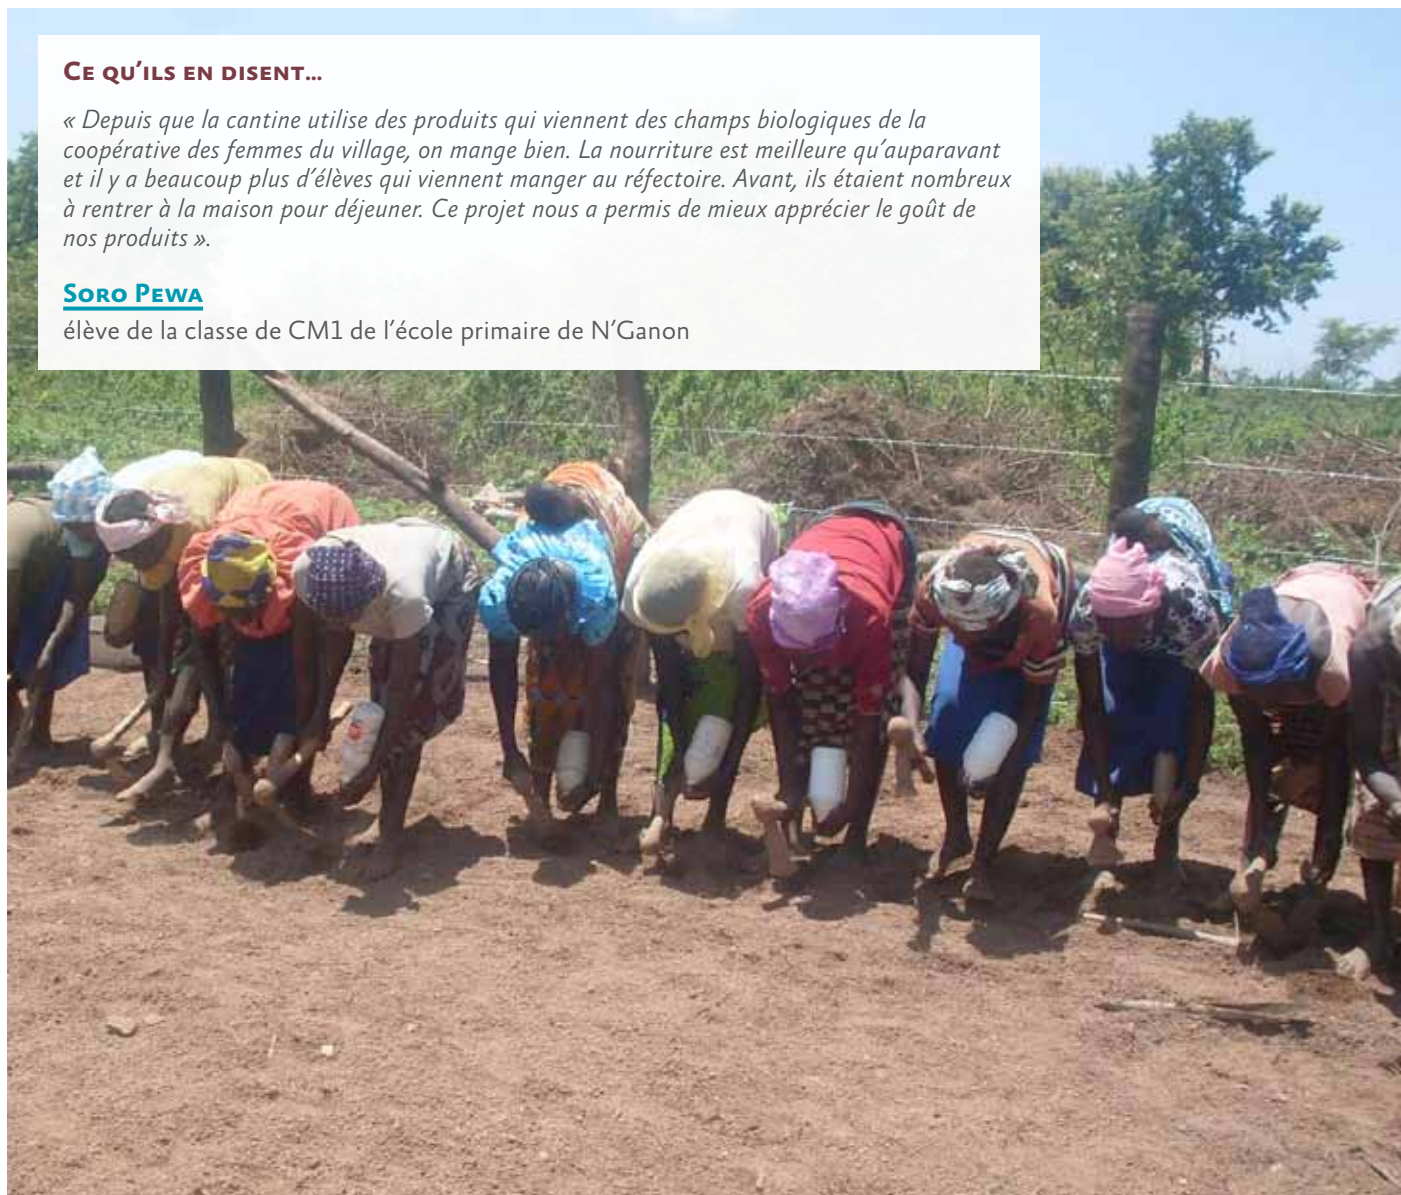 Ce qu'ils en disent...
« Depuis que la cantine utilise des produits qui viennent des champs biologiques de la
coopérative des femmes du village, on mange bien. La nourriture est meilleure qu'auparavant
et il y a beaucoup plus d'élèves qui viennent manger au réfectoire. Avant, ils étaient nombreux
à rentrer à la maison pour déjeuner. Ce projet nous a permis de mieux apprécier le goût de
nos produits ».
Soro Pewa
élève de la classe de CM1 de l'école primaire de N'Ganon